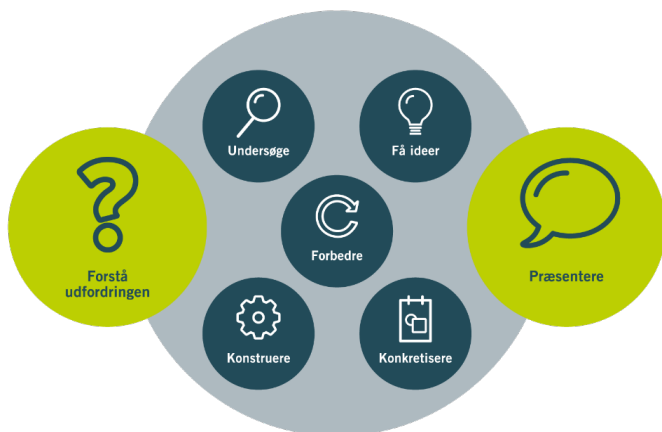 Undersøge
Få ideer
Forstå
udfordringen
Forbedre
Præsentere
Konstruere
Konkretisere